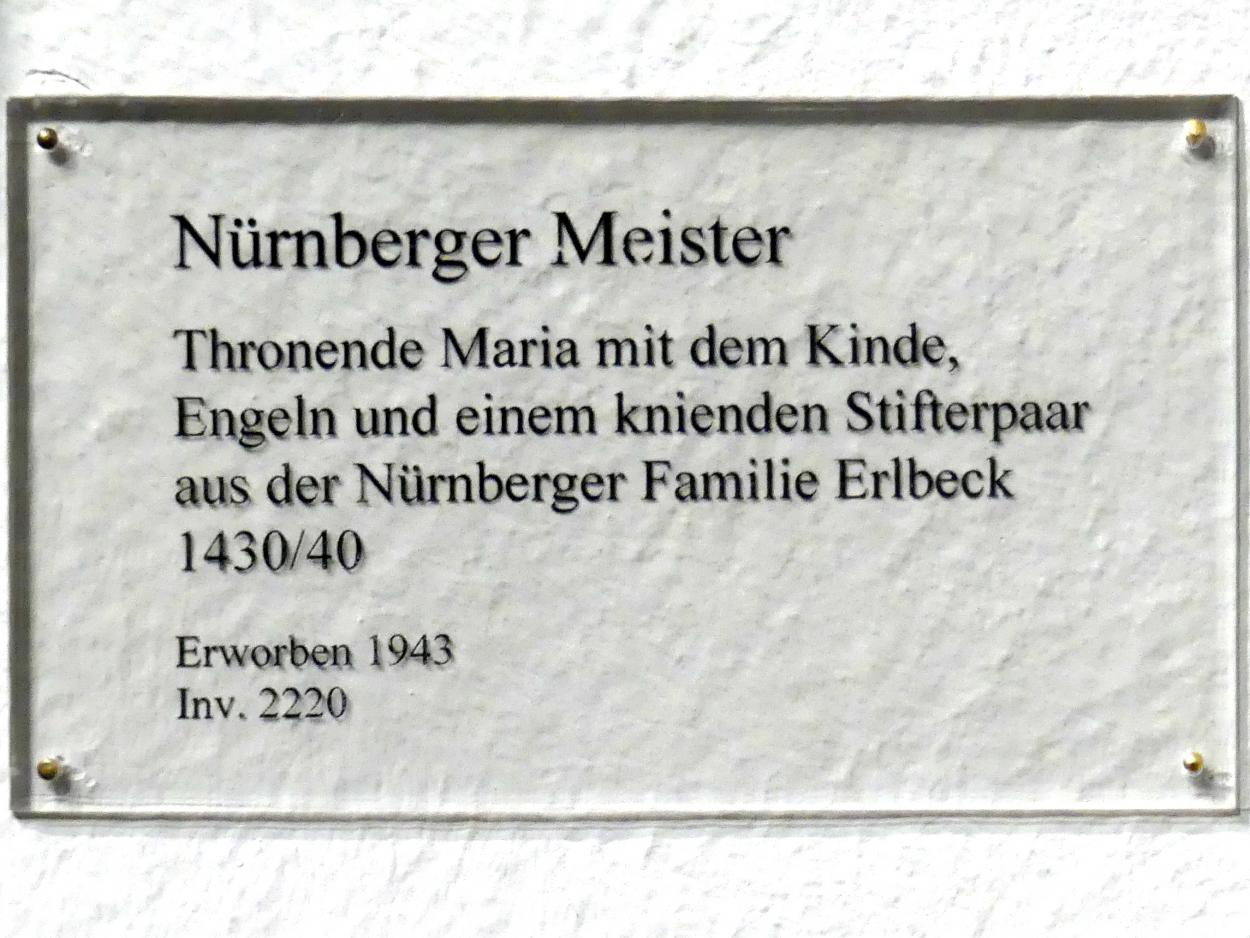 Nürnberger Meister
Thronende Maria mit dem Kinde,
Engeln und einem knienden Stifterpaar
aus der Nürnberger Familie Erlbeck
1430/40
Erworben 1943
Inv. 2220